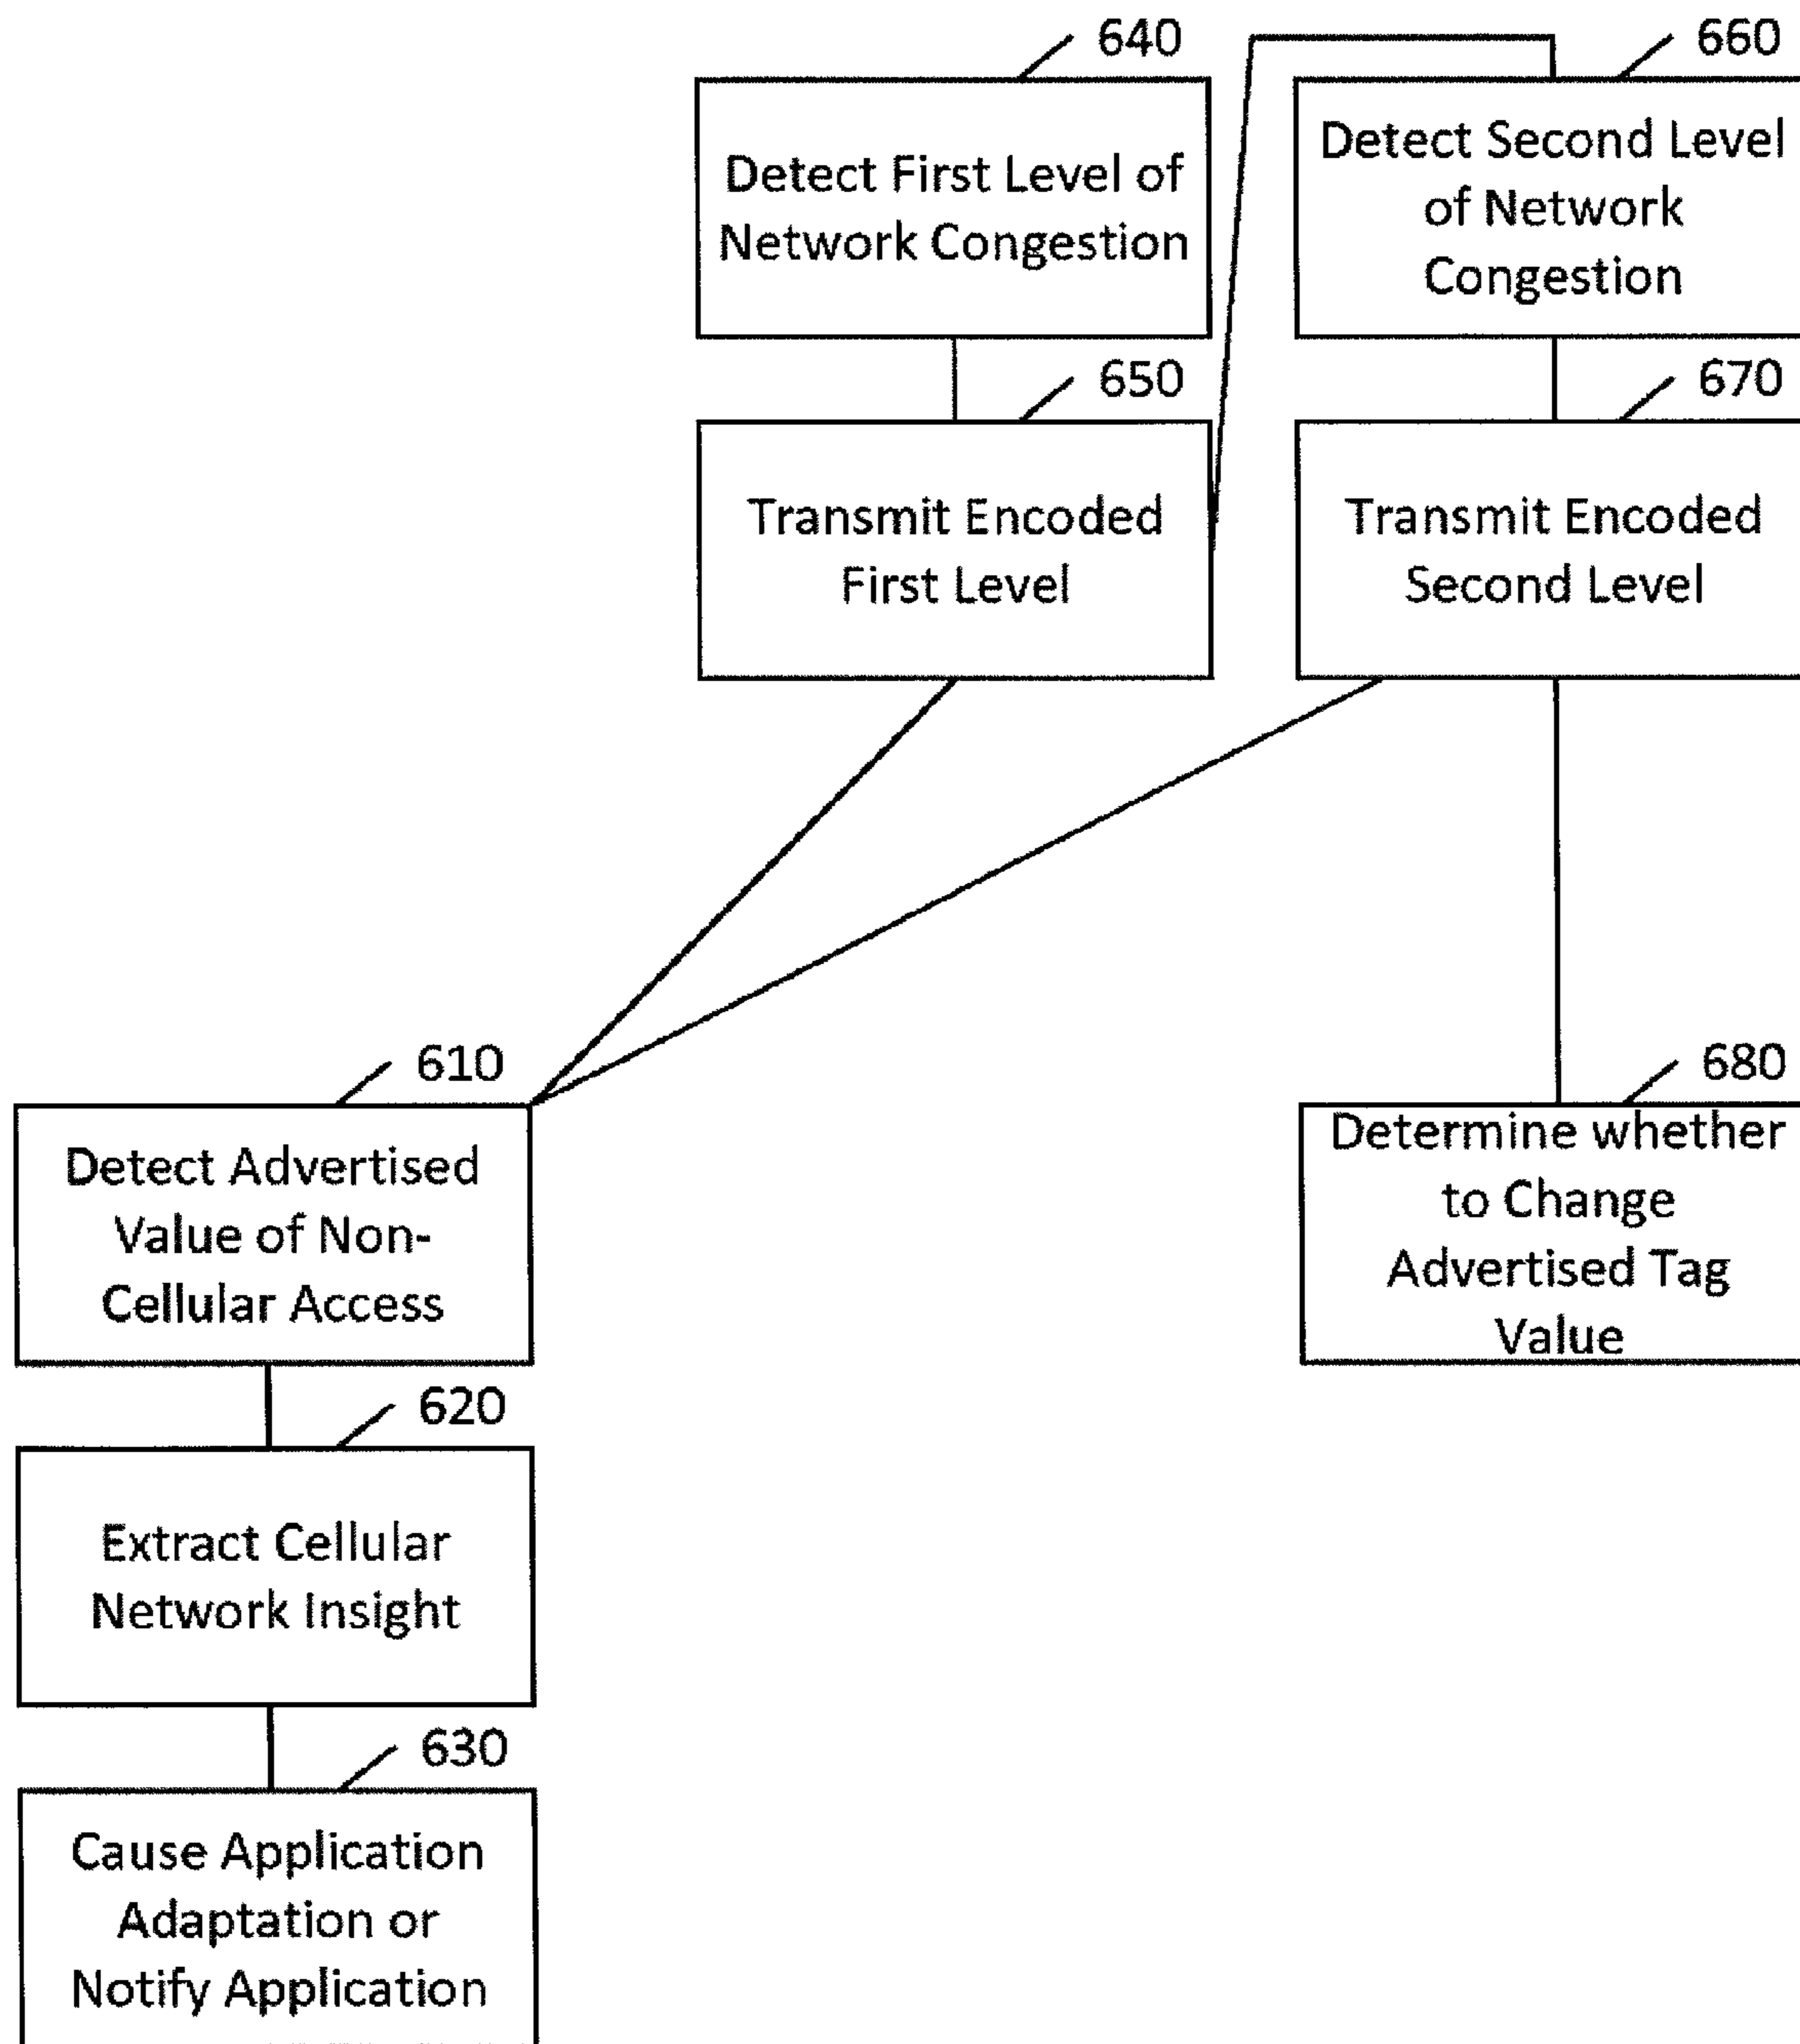 640
Detect First Level of
Network Congestion
660
Detect Second Level
of Network
Congestion
650
Transmit Encoded
First Level
670
Transmit Encoded
Second Level
610
Detect Advertised
Value of Non-
Cellular Access
680
Determine whether
to Change
Advertised Tag
Value
620
Extract Cellular
Network Insight
630
Cause Application
Adaptation or
Notify Application